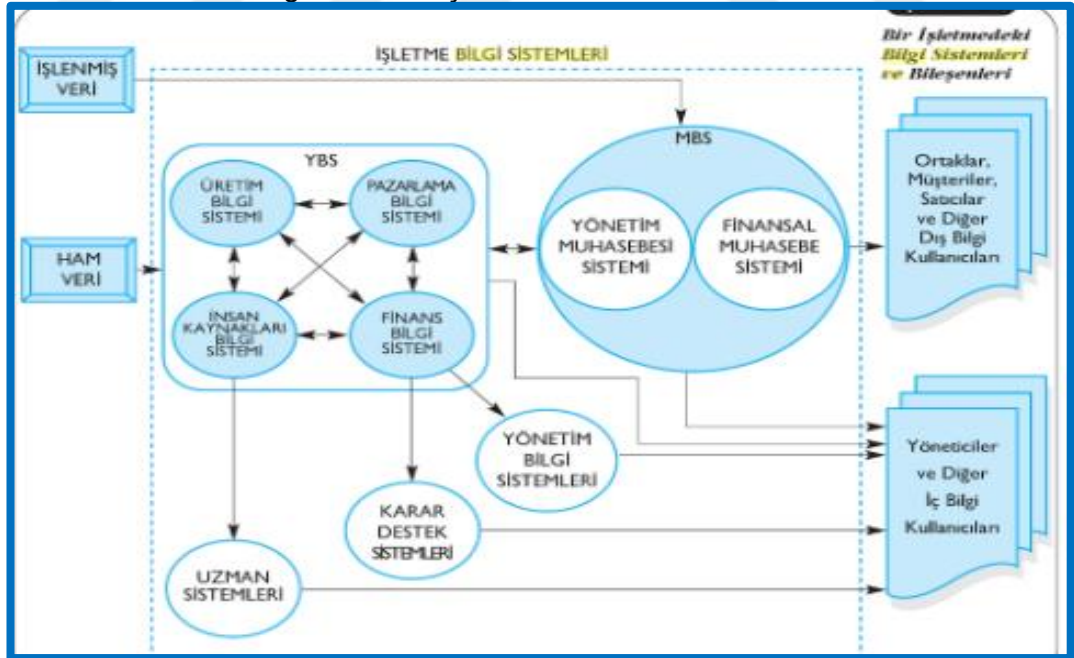 Bir İşletmedeki
Bilgi Sistemleri
ve Bileşenleri
İŞLETME BİLGİ SİSTEMLERİ
İŞLENMİŞ
VERİ
HAM
VERİ
YBS
ÜRETİM
BİLGİ
SİSTEMİ
PAZARLAMA
BİLGİ
SİSTEMİ
İNSAN
KAYNAKLARI
BİLGİ
SİSTEMİ
FİNANS
BİLGİ
SİSTEMİ
MBS
YÖNETİM
MUHASEBESİ
SİSTEMİ
FİNANSAL
MUHASEBE
SİSTEMİ
Ortaklar,
Müşteriler,
Satıcılar
ve Diğer
Dış Bilgi
Kullanıcıları
YÖNETİM
BİLGİ
SİSTEMLERİ
KARAR
DESTEK
SİSTEMLERİ
UZMAN
SİSTEMLERİ
Yöneticiler
ve Diğer
İç Bilgi
Kullanıcıları